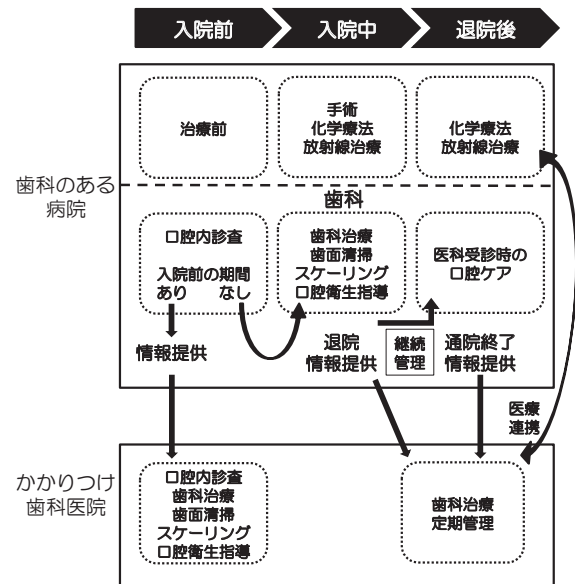 入院前
入院中
退院後
歯科のある
病院
治療前
手術
化学療法
放射線治療
化学療法
放射線治療
歯科
口腔内診査
入院前の期間
あり なし
歯科治療
歯面清掃
スケーリング
口腔衛生指導
医科受診時の
口腔ケア
情報提供
退院
情報提供
継続
管理
通院終了
情報提供
医療
連携
かかりつけ
歯科医院
口腔内診査
歯科治療
歯面清掃
スケーリング
口腔衛生指導
歯科治療
定期管理